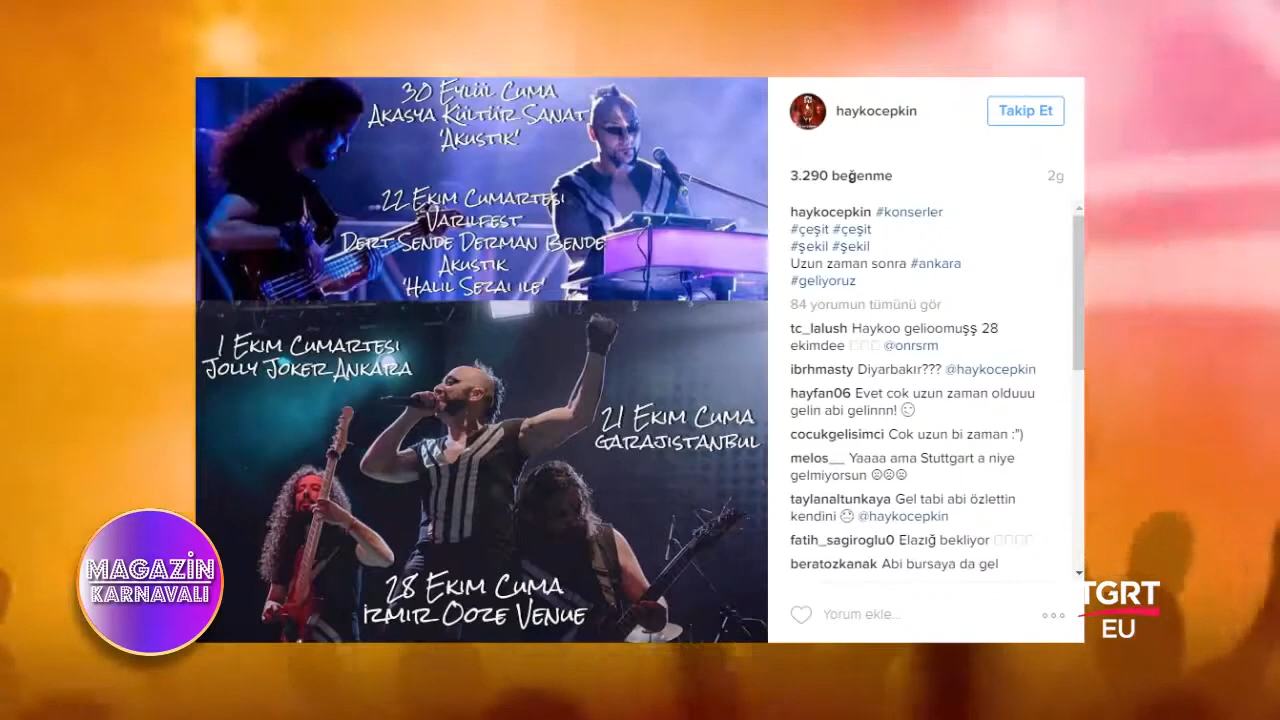 30 Eylül Cuma
Akasya Kültür Sanat
'Akustik'
22 Ekim Cumartesi
Varilfest
Dert Sende Derman Bende
Akustik
'Halil Sezai ile'
1 Ekim Cumartesi
Jolly Joker Ankara
21 Ekim Cuma
garajistanbul
28 Ekim Cuma
İzmir Ooze Venue
haykocepkin
Takip Et
3.290 beğenme
2g
haykocepkin #konserler
#çeşit #çeşit
#şekil #şekil
Uzun zaman sonra #ankara
#geliyoruz
84 yorumun tümünü gör
tc_lalush Haykoo gelioomuşş 28
ekimdee @onrsrm
ibrhmasty Diyarbakır??? @haykocepkin
hayfan06 Evet cok uzun zaman olduuu
gelin abi gelinnn!
cocukgelisimci Cok uzun bi zaman :")
melos__ Yaaaa ama Stuttgart a niye
gelmiyorsun ☹☹☹
taylanaltunkaya Gel tabi abi özlettin
kendini @haykocepkin
fatih_sagiroglu0 Elazığ bekliyor
beratozkanak Abi bursaya da gel
Yorum ekle...
MAGAZİN
KARNAVALI
TGRT
EU